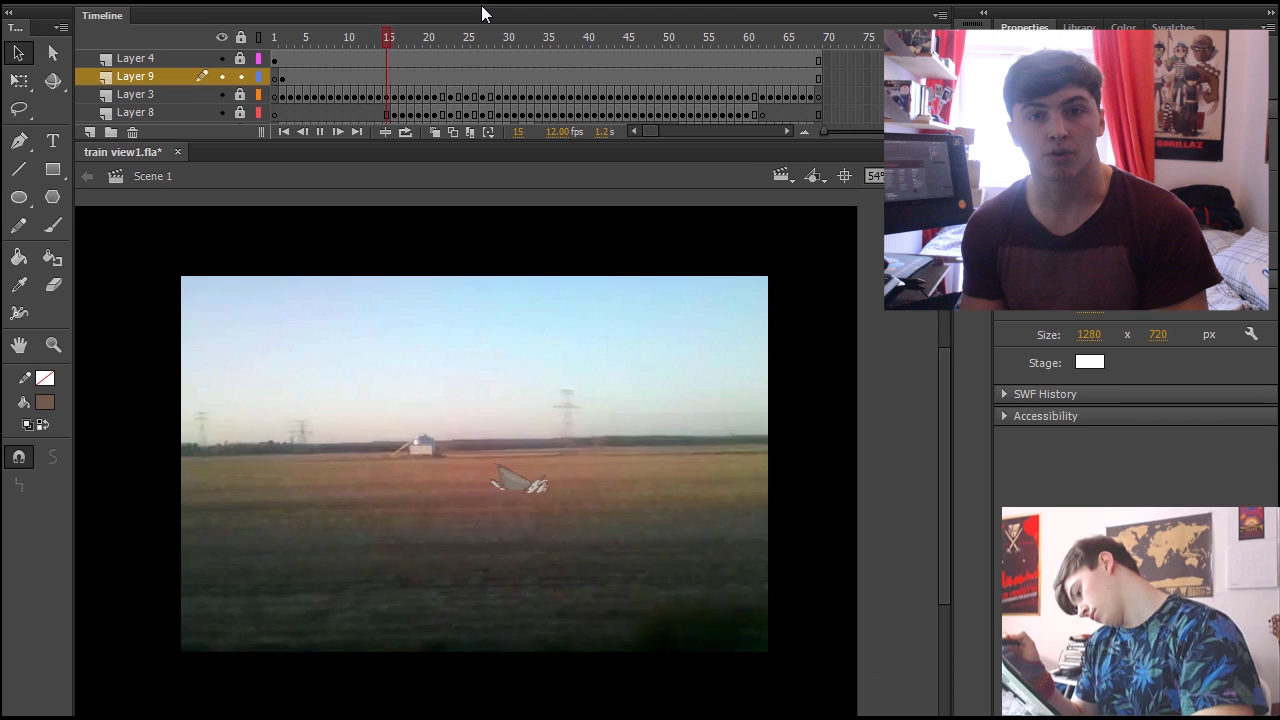 Timeline
T...
Properties
Library
Color
Swatches
1 5 10 15 20 25 30 35 40 45 50 55 60 65 70 75
Layer 4
Layer 9
Layer 3
Layer 8
15 12.00 fps 1.2 s
train view1.fla* ×
Scene 1
54%
GORILLAZ
Size: 1280 x 720 px
Stage:
SWF History
Accessibility